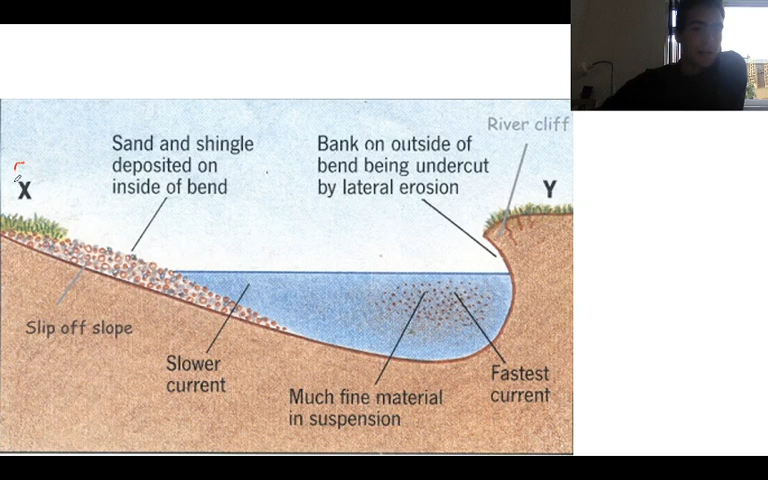 River cliff
Sand and shingle
deposited on
inside of bend
Bank on outside of
bend being undercut
by lateral erosion
X
Y
Slip off slope
Slower
current
Much fine material
in suspension
Fastest
current